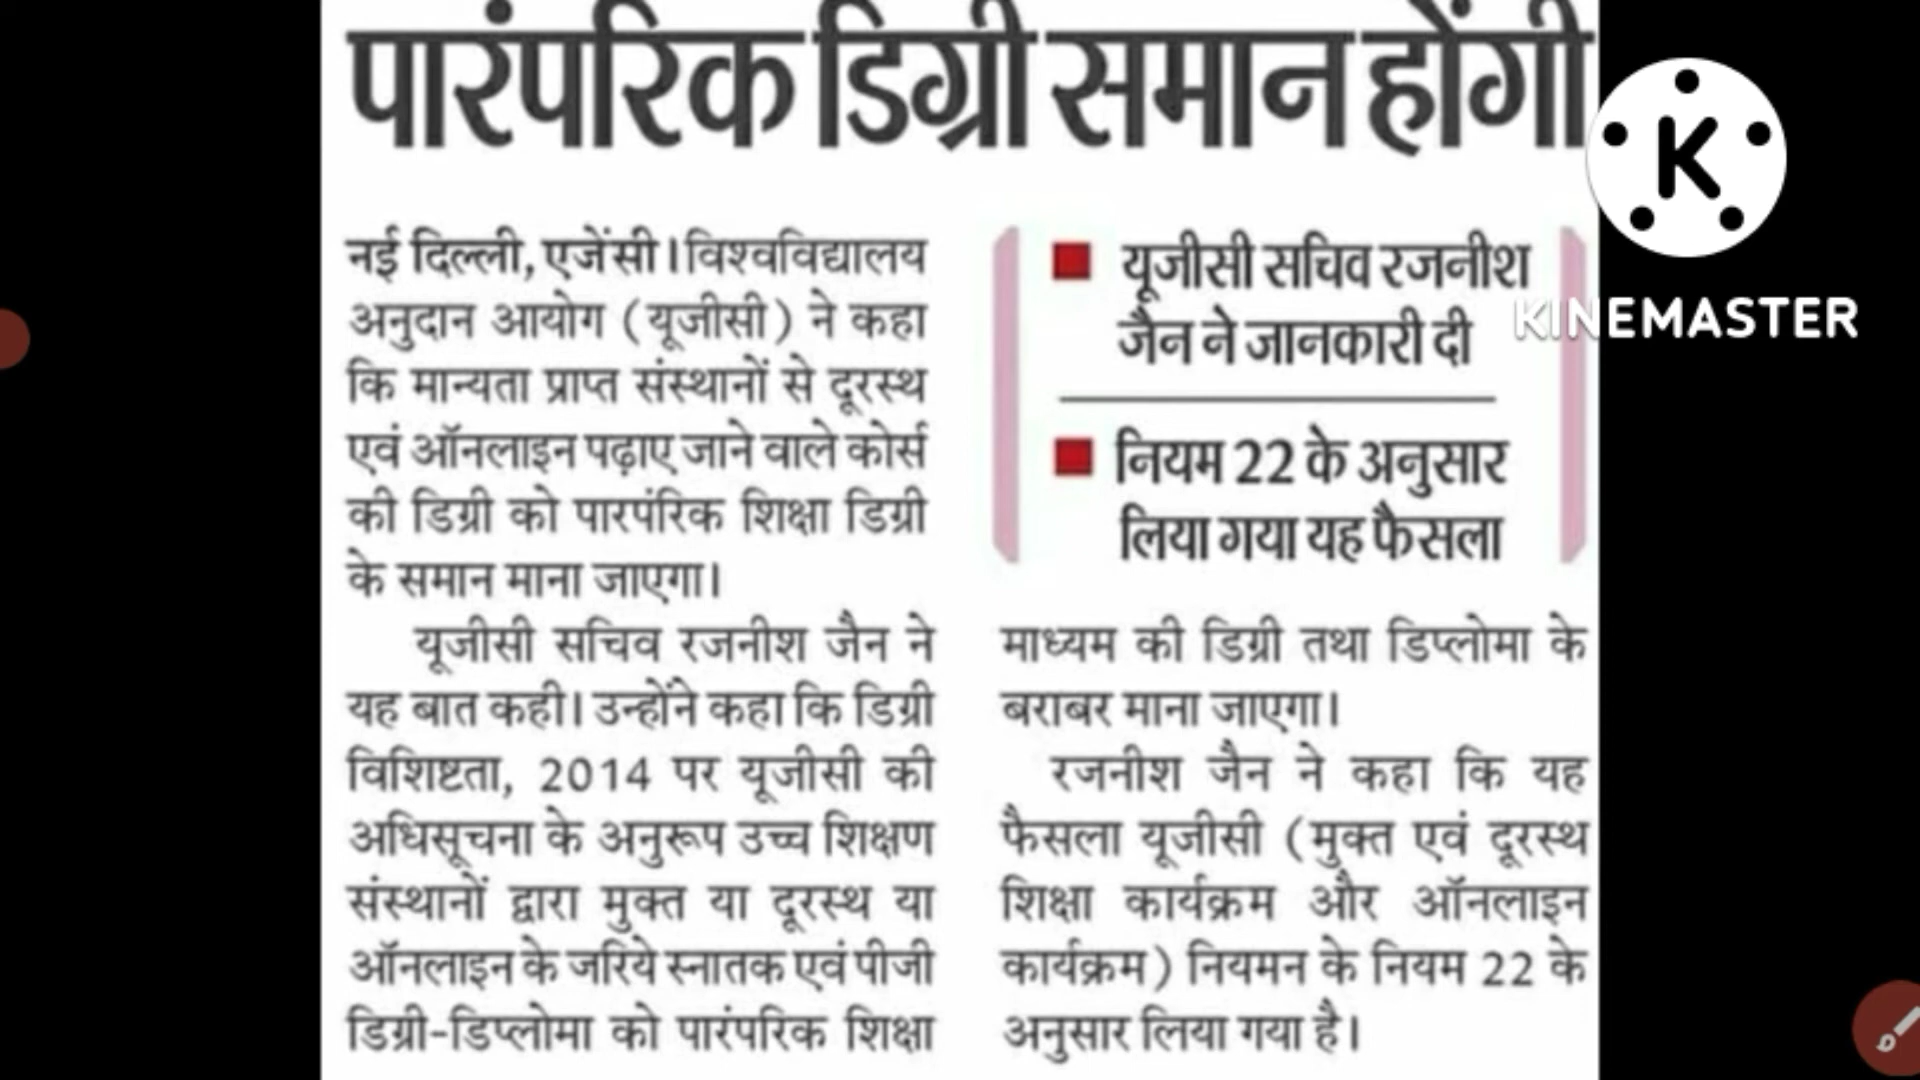 पारंपरिक डिग्री समान होंगी
नई दिल्ली, एजेंसी। विश्वविद्यालय
अनुदान आयोग (यूजीसी) ने कहा
कि मान्यता प्राप्त संस्थानों से दूरस्थ
एवं ऑनलाइन पढ़ाए जाने वाले कोर्स
की डिग्री को पारपंरिक शिक्षा डिग्री
के समान माना जाएगा।
यूजीसी सचिव रजनीश जैन ने
यह बात कही। उन्होंने कहा कि डिग्री
विशिष्टता, 2014 पर यूजीसी की
अधिसूचना के अनुरूप उच्च शिक्षण
संस्थानों द्वारा मुक्त या दूरस्थ या
ऑनलाइन के जरिये स्नातक एवं पीजी
डिग्री-डिप्लोमा को पारंपरिक शिक्षा
■ यूजीसी सचिव रजनीश
जैन ने जानकारी दी
■ नियम 22 के अनुसार
लिया गया यह फैसला
माध्यम की डिग्री तथा डिप्लोमा के
बराबर माना जाएगा।
रजनीश जैन ने कहा कि यह
फैसला यूजीसी (मुक्त एवं दूरस्थ
शिक्षा कार्यक्रम और ऑनलाइन
कार्यक्रम) नियमन के नियम 22 के
अनुसार लिया गया है।
K
KINEMASTER